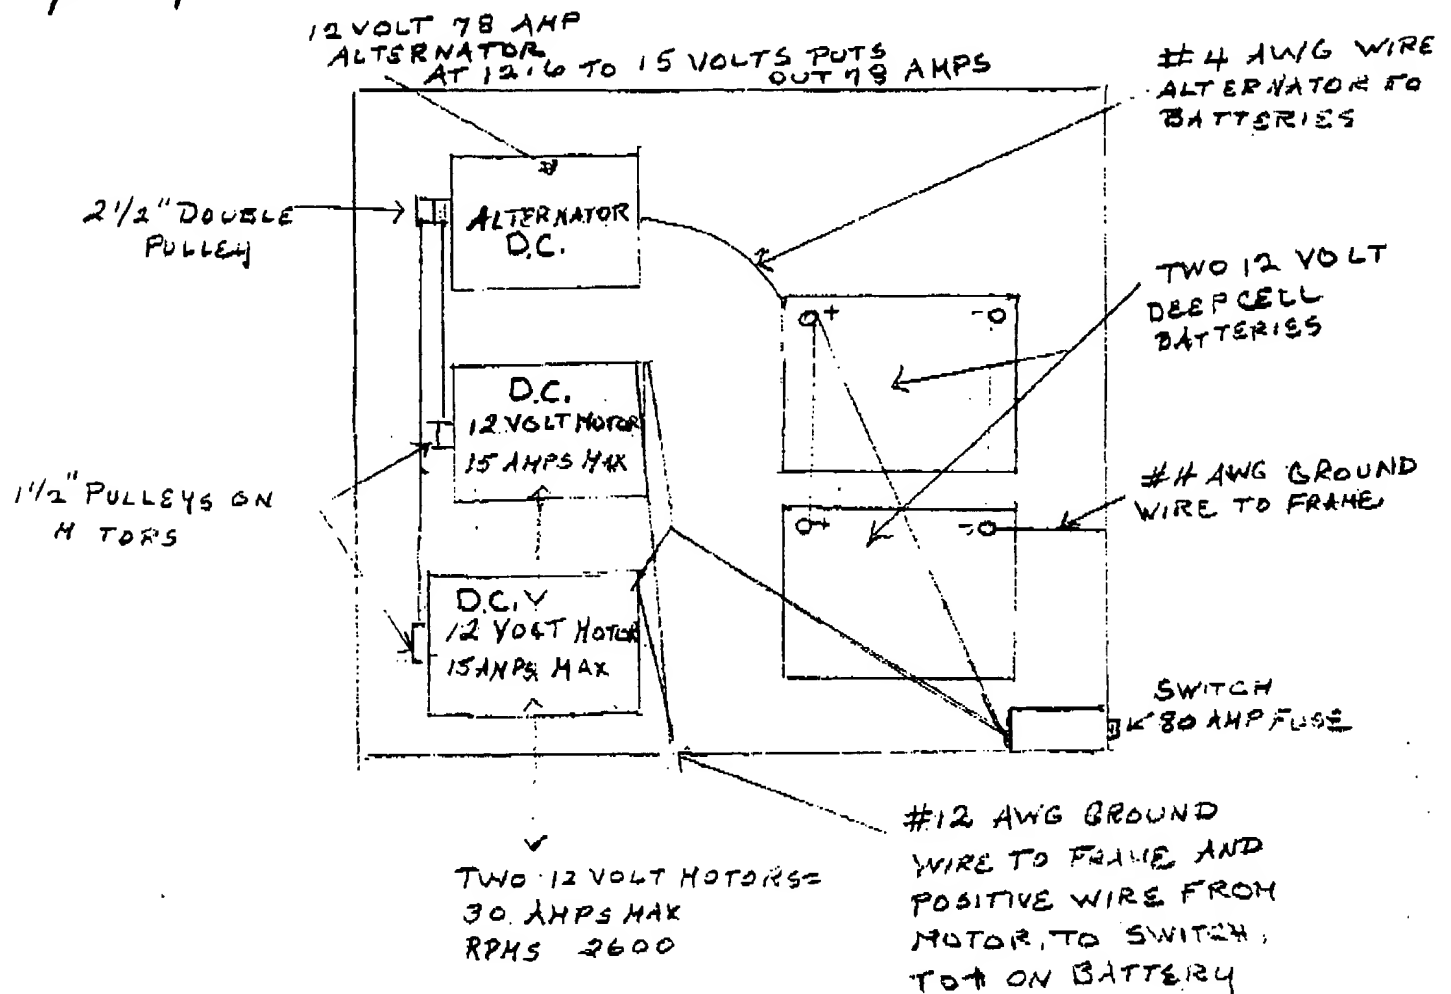 12 VOLT 78 AMP
ALTERNATOR
AT 12.6 TO 15 VOLTS PUTS
OUT 78 AMPS
#4 AWG WIRE
ALTERNATOR TO
BATTERIES
2 1/2" DOUBLE
PULLEY
ALTERNATOR
D.C.
TWO 12 VOLT
DEEP CELL
BATTERIES
+
-
D.C.
12 VOLT MOTOR
15 AMPS MAX
1 1/2" PULLEYS ON
M TORS
#4 AWG GROUND
WIRE TO FRAME
+
-
D.C. V
12 VOLT MOTOR
15 AMPS MAX
SWITCH
80 AMP FUSE
#12 AWG GROUND
WIRE TO FRAME AND
POSITIVE WIRE FROM
MOTOR, TO SWITCH,
TO + ON BATTERY
TWO 12 VOLT MOTORS=
30 AMPS MAX
RPMS 2600